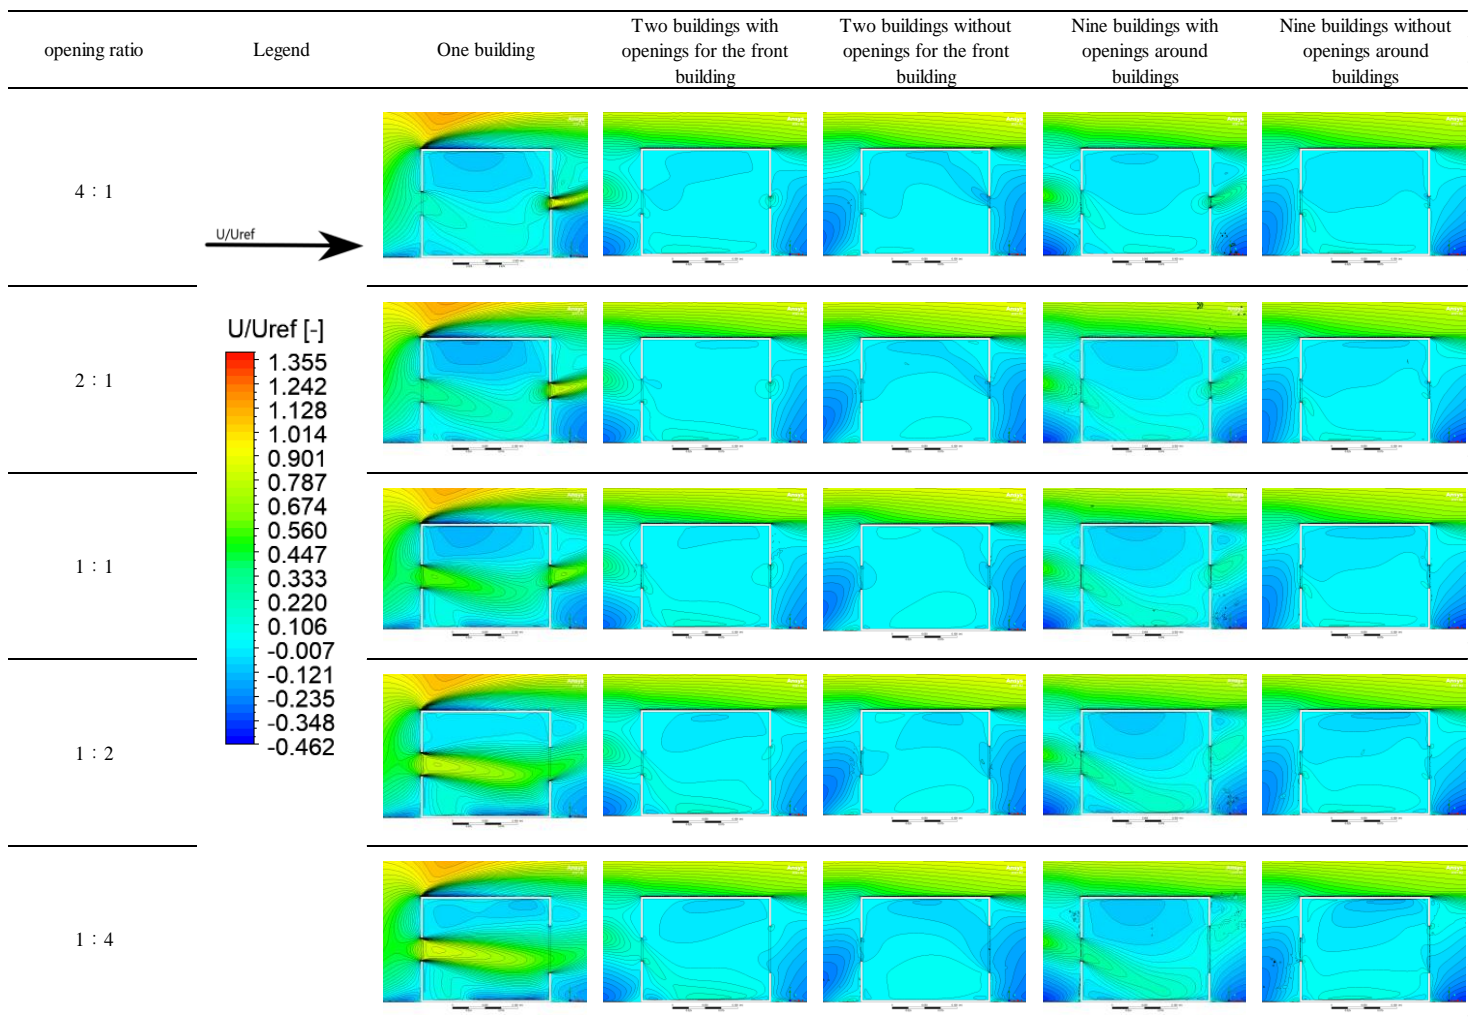 opening ratio
Legend
One building
Two buildings with
openings for the front
building
Two buildings without
openings for the front
building
Nine buildings with
openings around
buildings
Nine buildings without
openings around
buildings
4：1
U/Uref
2：1
U/Uref [-]
1.355
1.242
1.128
1.014
0.901
0.787
0.674
0.560
0.447
0.333
0.220
0.106
-0.007
-0.121
-0.235
-0.348
-0.462
1：1
1：2
1：4